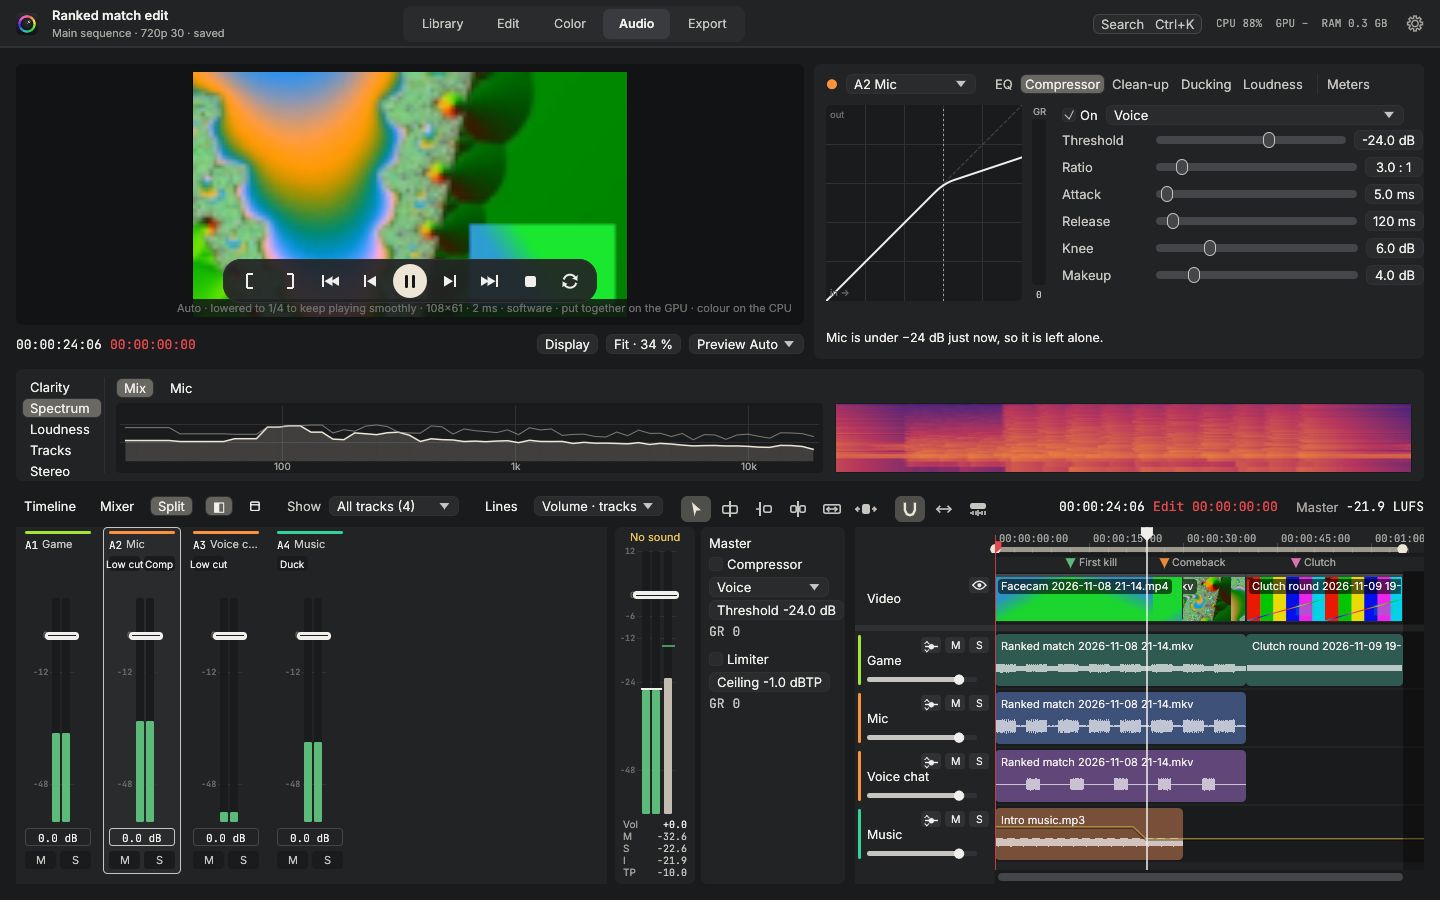 Ranked match edit
Main sequence · 720p 30 · saved
Library Edit Color Audio Export
Search Ctrl+K
CPU 88% GPU – RAM 0.3 GB
A2 Mic
EQ Compressor Clean-up Ducking Loudness Meters
out
in →
GR
0
On Voice
Threshold -24.0 dB
Ratio 3.0 : 1
Attack 5.0 ms
Release 120 ms
Knee 6.0 dB
Makeup 4.0 dB
Mic is under −24 dB just now, so it is left alone.
Auto · lowered to 1/4 to keep playing smoothly · 108×61 · 2 ms · software · put together on the GPU · colour on the CPU
00:00:24:06 00:00:00:00
Display Fit · 34 % Preview Auto
Clarity
Spectrum
Loudness
Tracks
Stereo
Mix Mic
100 1k 10k
Timeline Mixer Split
Show All tracks (4)
Lines Volume · tracks
00:00:24:06 Edit 00:00:00:00 Master -21.9 LUFS
A1 Game
A2 Mic
A3 Voice c...
A4 Music
Low cut Comp
Low cut
Duck
-12 -12 -12 -12
-48 -48 -48 -48
0.0 dB 0.0 dB 0.0 dB 0.0 dB
M S M S M S M S
No sound
12
-6
-12
-24
-48
Vol +0.0
M -32.6
S -22.6
I -21.9
TP -10.0
Master
Compressor
Voice
Threshold -24.0 dB
GR 0
Limiter
Ceiling -1.0 dBTP
GR 0
00:00:00:00 00:00:15:00 00:00:30:00 00:00:45:00 00:01:00
First kill Comeback Clutch
Video
Facecam 2026-11-08 21-14.mp4
kv
Clutch round 2026-11-09 19-
Game M S
Ranked match 2026-11-08 21-14.mkv
Clutch round 2026-11-09 19-
Mic M S
Ranked match 2026-11-08 21-14.mkv
Voice chat M S
Ranked match 2026-11-08 21-14.mkv
Music M S
Intro music.mp3